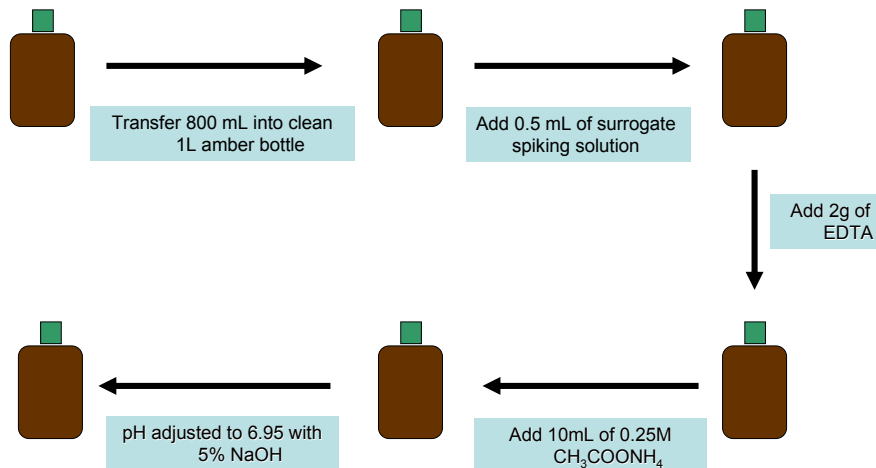 Transfer 800 mL into clean
1L amber bottle
Add 0.5 mL of surrogate
spiking solution
Add 2g of
EDTA
Add 10mL of 0.25M
CH₃COONH₄
pH adjusted to 6.95 with
5% NaOH